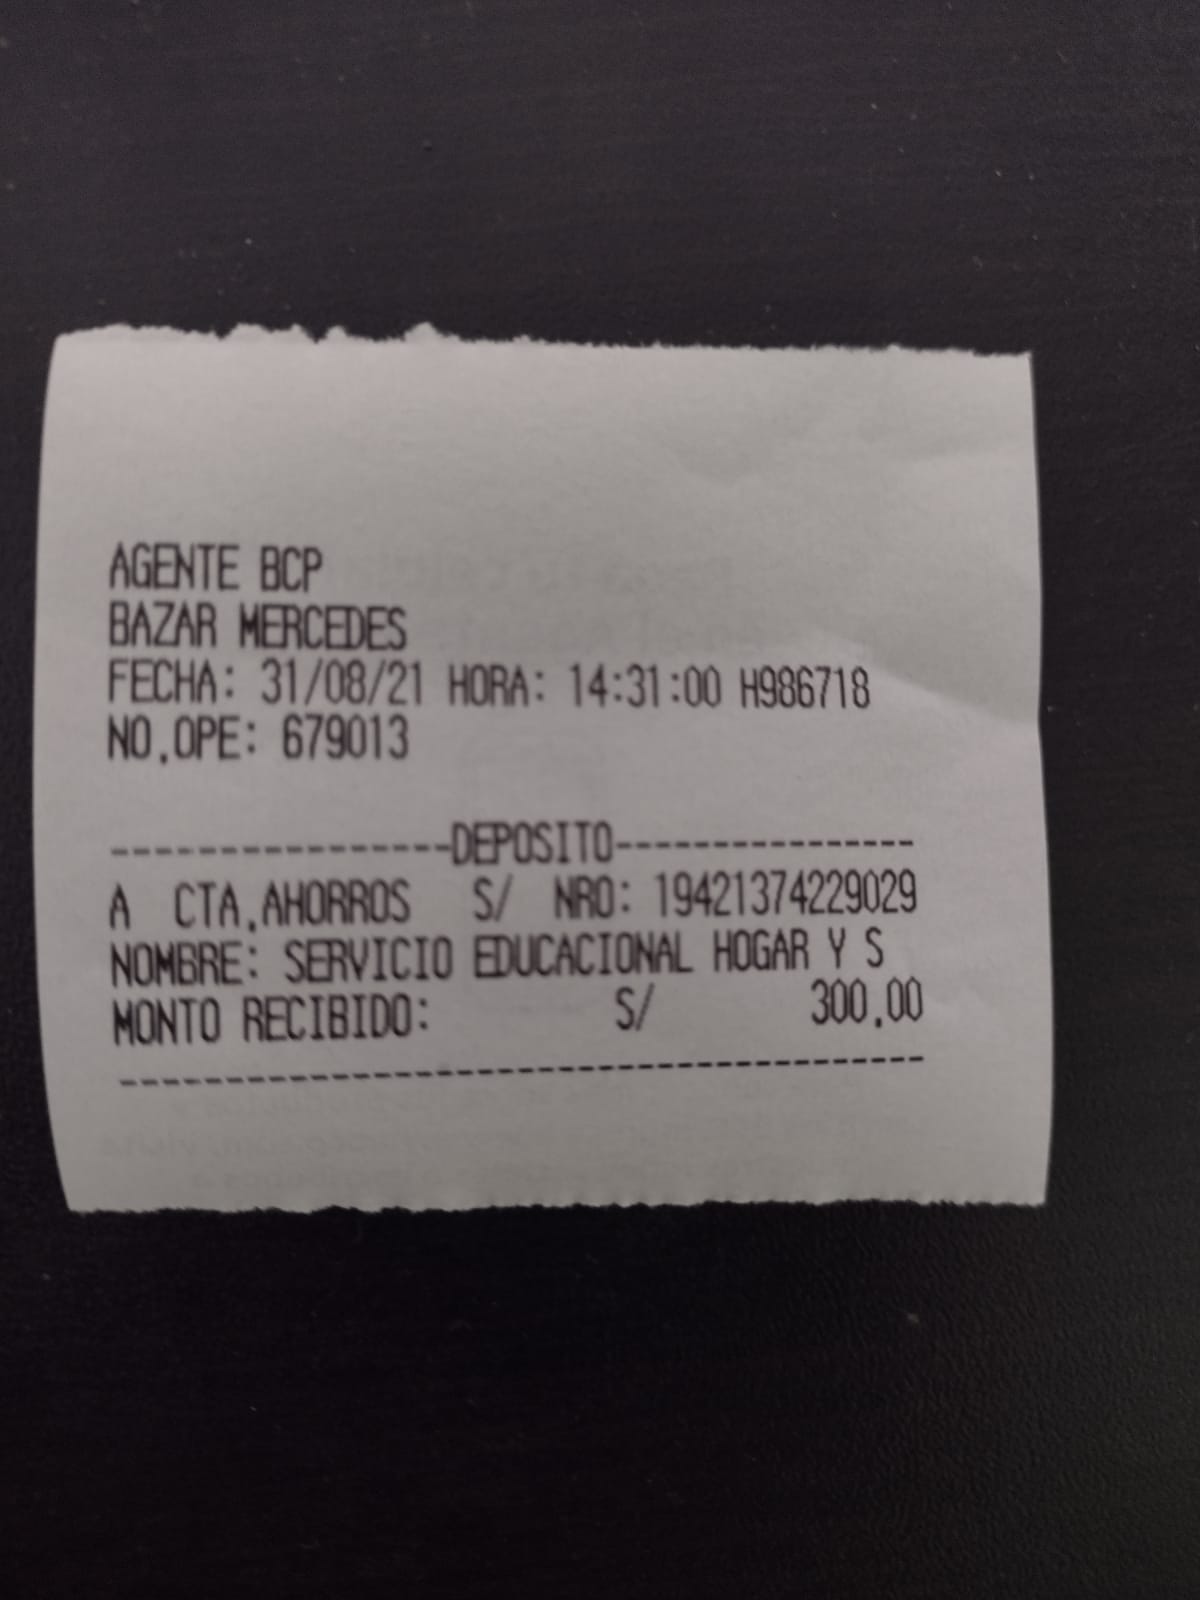 AGENTE BCP
BAZAR MERCEDES
FECHA: 31/08/21 HORA: 14:31:00 H986718
NO.OPE: 679013
----------------DEPOSITO--------------
A CTA.AHORROS S/ NRO: 19421374229029
NOMBRE: SERVICIO EDUCACIONAL HOGAR Y S
MONTO RECIBIDO: S/ 300.00
--------------------------------------